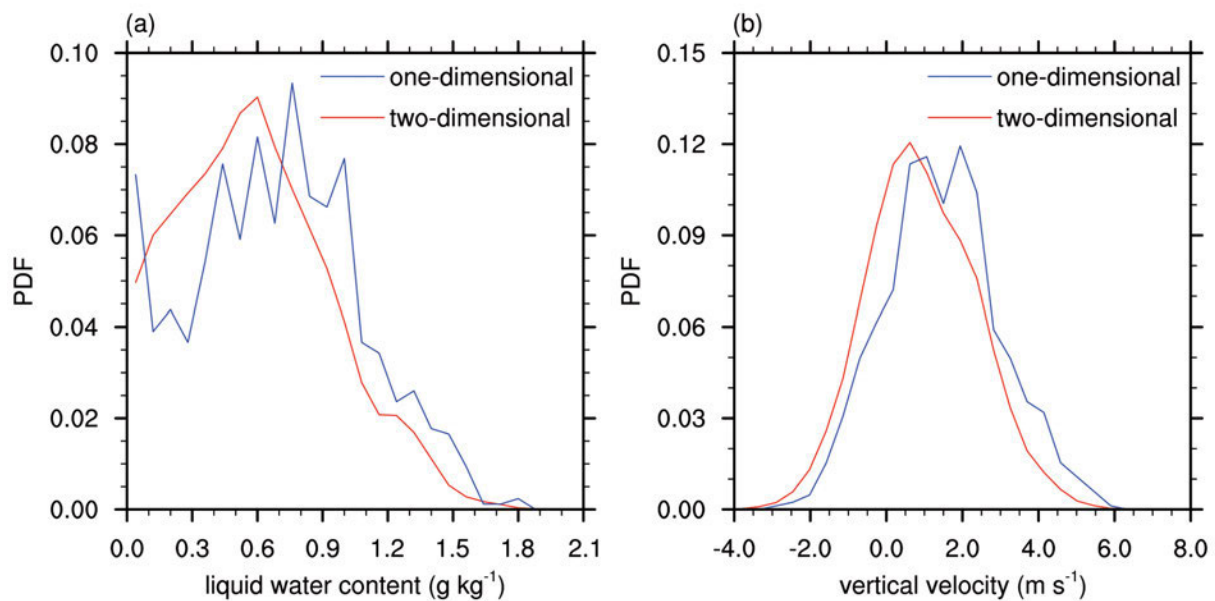 (a)
0.10
0.08
0.06
0.04
0.02
0.00
PDF
one-dimensional
two-dimensional
0.0 0.3 0.6 0.9 1.2 1.5 1.8 2.1
liquid water content (g kg⁻¹)
(b)
0.15
0.12
0.09
0.06
0.03
0.00
PDF
one-dimensional
two-dimensional
-4.0 -2.0 0.0 2.0 4.0 6.0 8.0
vertical velocity (m s⁻¹)